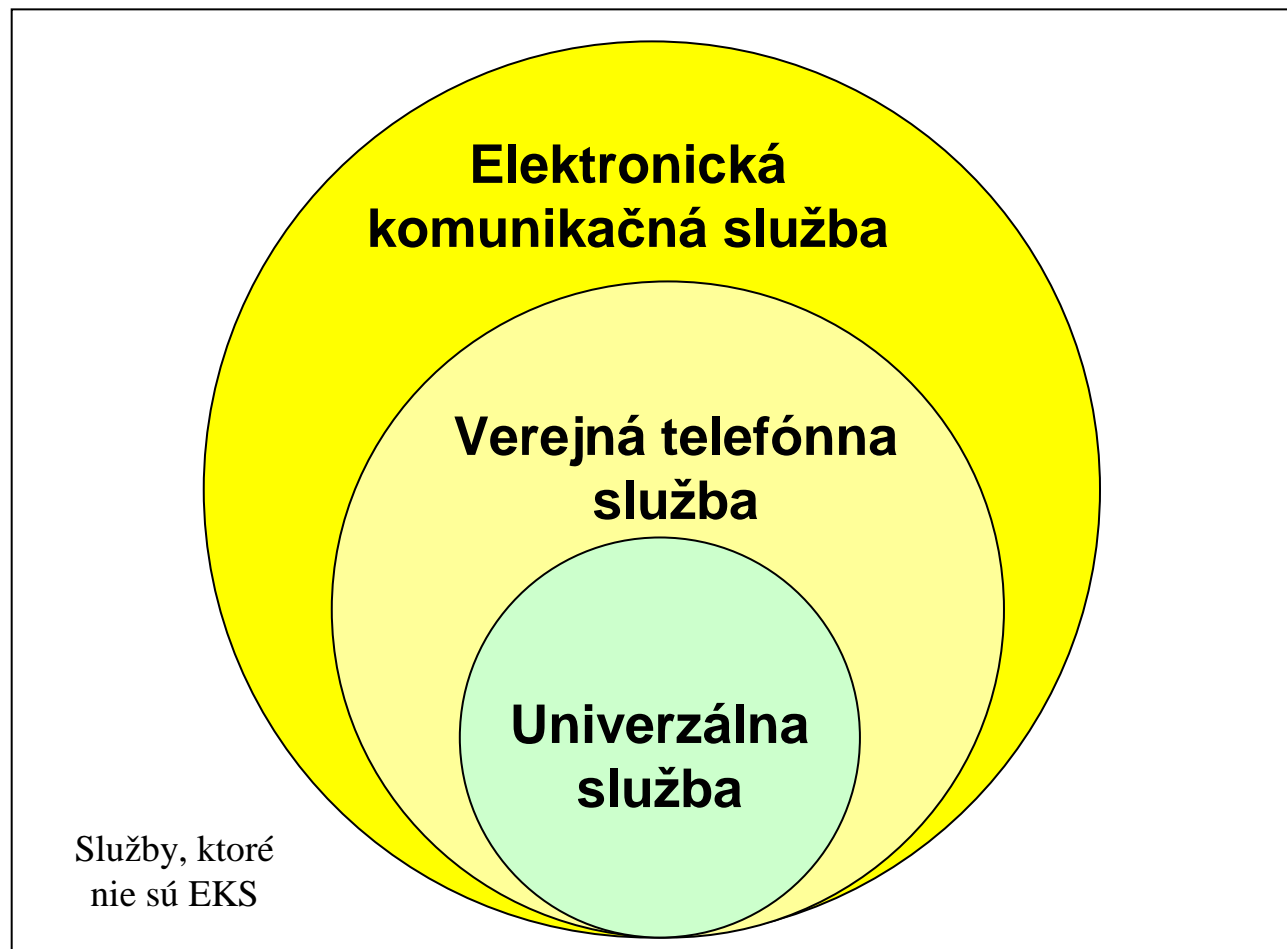 Elektronická
komunikačná služba
Verejná telefónna
služba
Univerzálna
služba
Služby, ktoré
nie sú EKS